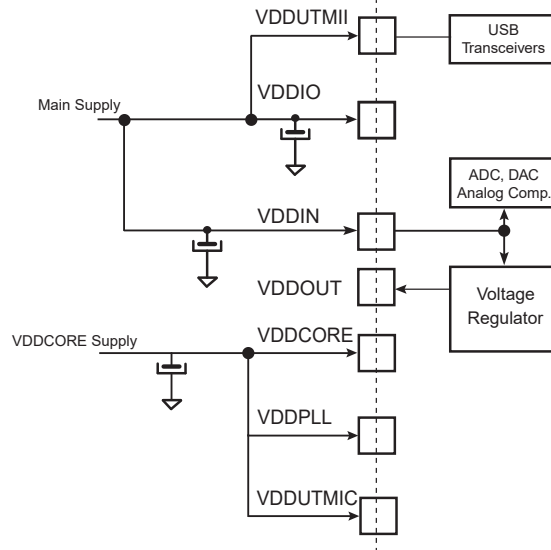 VDDUTMII
USB
Transceivers
VDDIO
Main Supply
ADC, DAC
Analog Comp.
VDDIN
VDDOUT
Voltage
Regulator
VDDCORE
VDDCORE Supply
VDDPLL
VDDUTMIC